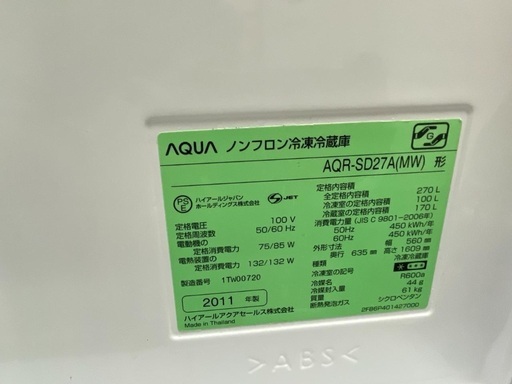 AQUA ノンフロン冷凍冷蔵庫
AQR-SD27A(MW) 形
PS
E
ハイアールジャパン
ホールディングス株式会社
S-JET
定格電圧 100 V
定格周波数 50/60 Hz
電動機の
定格消費電力 75/85 W
電熱装置の
定格消費電力 132/132 W
製造番号 1TW00720
2011 年製
ハイアールアクアセールス株式会社
Made in Thailand
定格内容積
全定格内容積 270 L
冷凍室の定格内容積 100 L
冷蔵室の定格内容積 170 L
消費電力量 (JIS C 9801-2006年)
50Hz 450 kWh/年
60Hz 450 kWh/年
外形寸法 幅 560 mm
奥行 635 mm 高さ 1609 mm
種類 冷凍冷蔵庫
冷凍室の記号
冷媒名 R600a
冷媒封入量 44 g
質量 61 kg
断熱発泡ガス シクロペンタン
2FB6P401427000
G
>ABS<